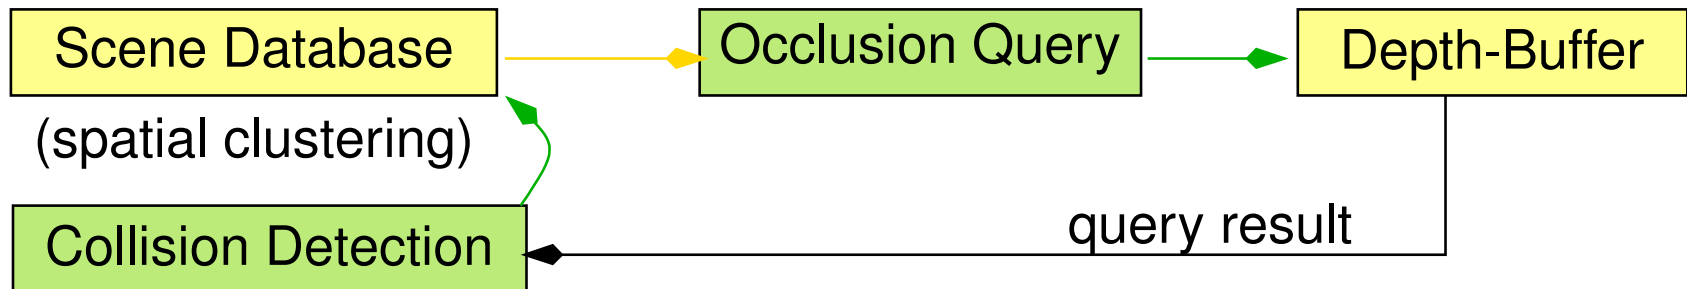 Scene Database
Occlusion Query
Depth-Buffer
(spatial clustering)
query result
Collision Detection